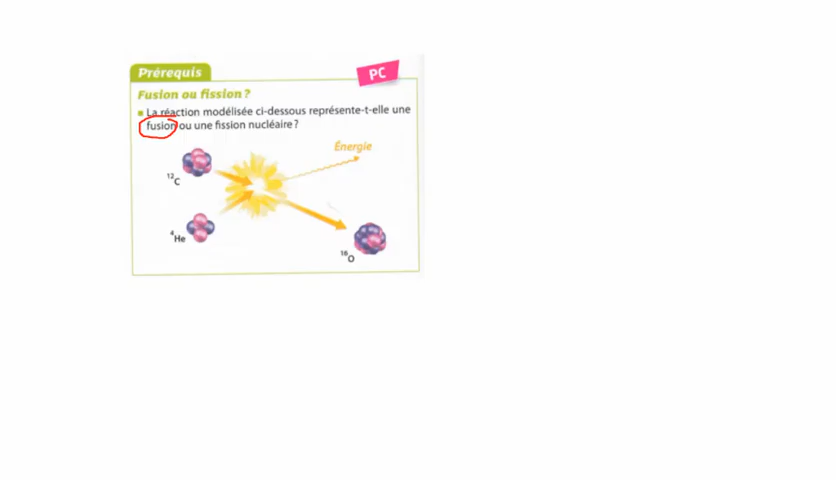 Prérequis
PC
Fusion ou fission ?
La réaction modélisée ci-dessous représente-t-elle une
fusion ou une fission nucléaire ?
Énergie
¹²C
⁴He
¹⁶O